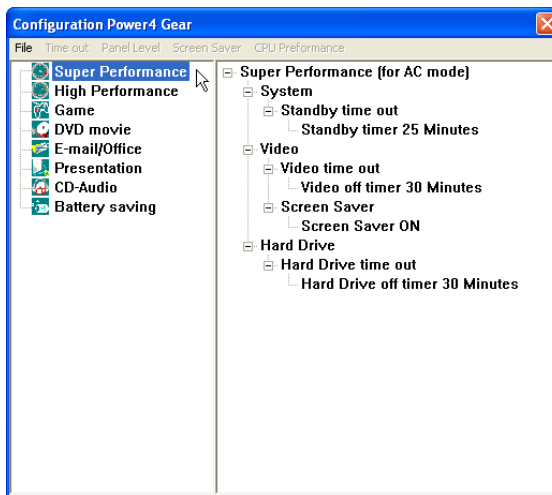 Configuration Power4 Gear
File Time out Panel Level Screen Saver CPU Preformance
Super Performance
High Performance
Game
DVD movie
E-mail/Office
Presentation
CD-Audio
Battery saving
Super Performance (for AC mode)
System
Standby time out
Standby timer 25 Minutes
Video
Video time out
Video off timer 30 Minutes
Screen Saver
Screen Saver ON
Hard Drive
Hard Drive time out
Hard Drive off timer 30 Minutes